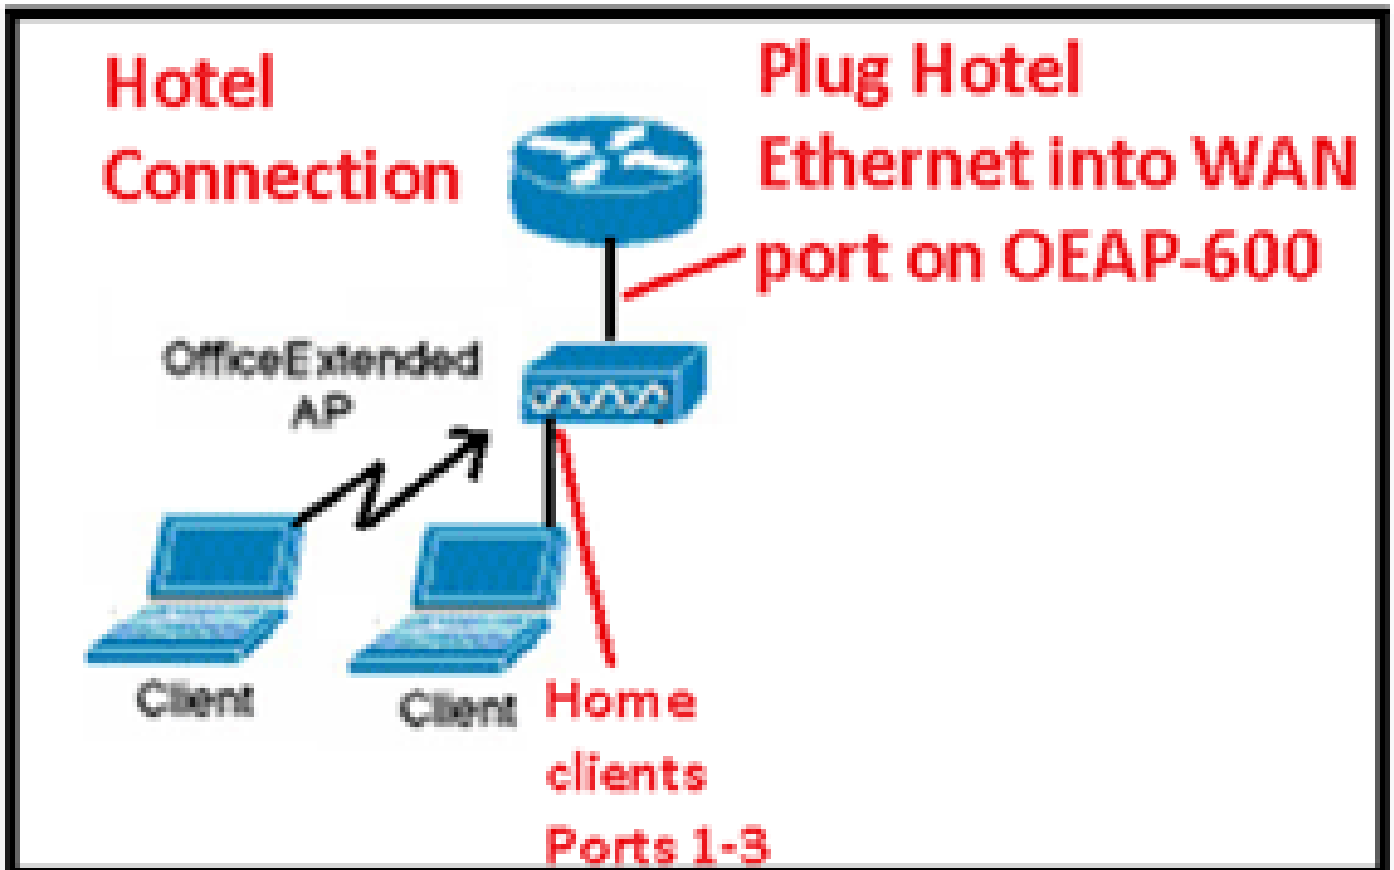 Hotel
Connection
Plug Hotel
Ethernet into WAN
port on OEAP-600
OfficeExtended
AP
Client
Client
Home
clients
Ports 1-3